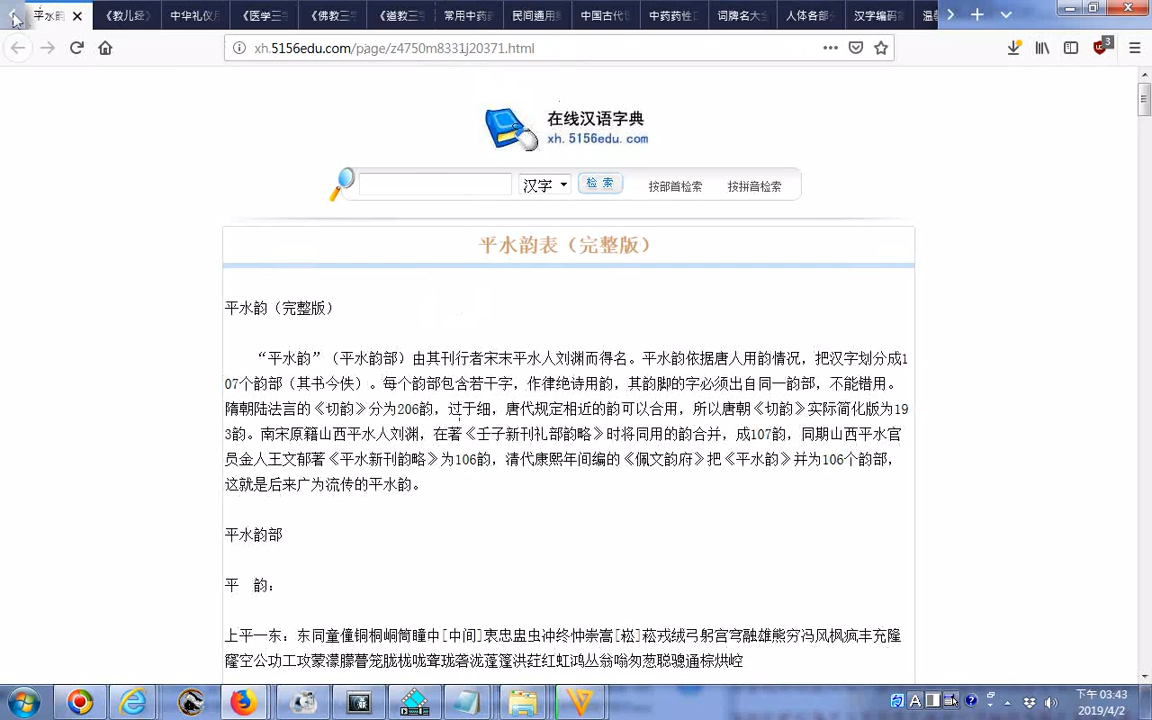 平水韵
《教儿经》
中华礼仪
《医学三
《佛教三字
《道教三字
常用中药
民间通用
中国古代
中药药性
词牌名大全
人体各部
汉字编码
温
xh.5156edu.com/page/z4750m8331j20371.html
3
在线汉语字典
xh.5156edu.com
汉字
检 索
按部首检索
按拼音检索
平水韵表（完整版）
平水韵（完整版）
“平水韵”（平水韵部）由其刊行者宋末平水人刘渊而得名。平水韵依据唐人用韵情况，把汉字划分成1
07个韵部（其书今佚）。每个韵部包含若干字，作律绝诗用韵，其韵脚的字必须出自同一韵部，不能错用。
隋朝陆法言的《切韵》分为206韵，过于细，唐代规定相近的韵可以合用，所以唐朝《切韵》实际简化版为19
3韵。南宋原籍山西平水人刘渊，在著《壬子新刊礼部韵略》时将同用的韵合并，成107韵，同期山西平水官
员金人王文郁著《平水新刊韵略》为106韵，清代康熙年间编的《佩文韵府》把《平水韵》并为106个韵部，
这就是后来广为流传的平水韵。
平水韵部
平　韵：
上平一东：东同童僮铜桐峒筒瞳中[中间]衷忠盅虫冲终忡崇嵩[崧]菘戎绒弓躬宫穹融雄熊穷冯风枫疯丰充隆
窿空公功工攻蒙濛朦瞢笼胧栊咙聋珑砻泷蓬篷洪荭红虹鸿丛翁嗡匆葱聪骢通棕烘崆
下午 03:43
2019/4/2